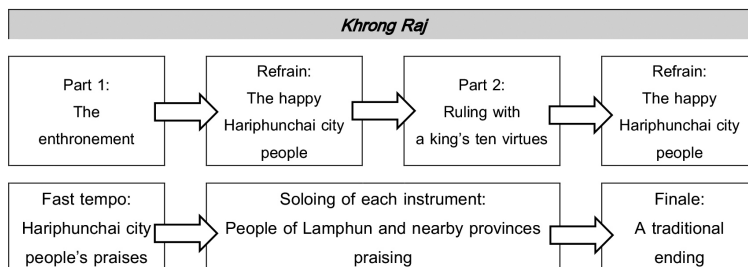 Khrong Raj
Part 1:
The
enthronement
Refrain:
The happy
Hariphunchai city
people
Part 2:
Ruling with
a king's ten virtues
Refrain:
The happy
Hariphunchai city
people
Fast tempo:
Hariphunchai city
people's praises
Soloing of each instrument:
People of Lamphun and nearby provinces
praising
Finale:
A traditional
ending